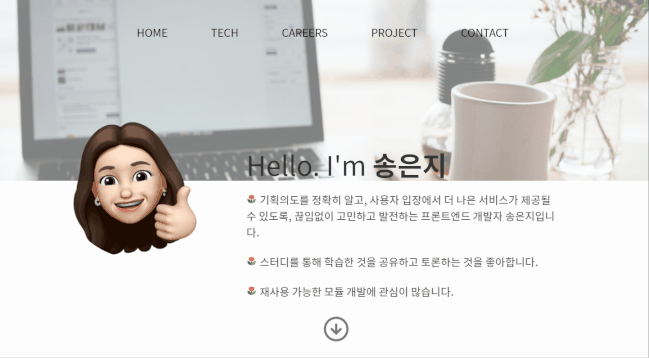 HOME TECH CAREERS PROJECT CONTACT
Hello. I'm 송은지
기획의도를 정확히 알고, 사용자 입장에서 더 나은 서비스가 제공될
수 있도록, 끊임없이 고민하고 발전하는 프론트엔드 개발자 송은지입니
다.
스터디를 통해 학습한 것을 공유하고 토론하는 것을 좋아합니다.
재사용 가능한 모듈 개발에 관심이 많습니다.